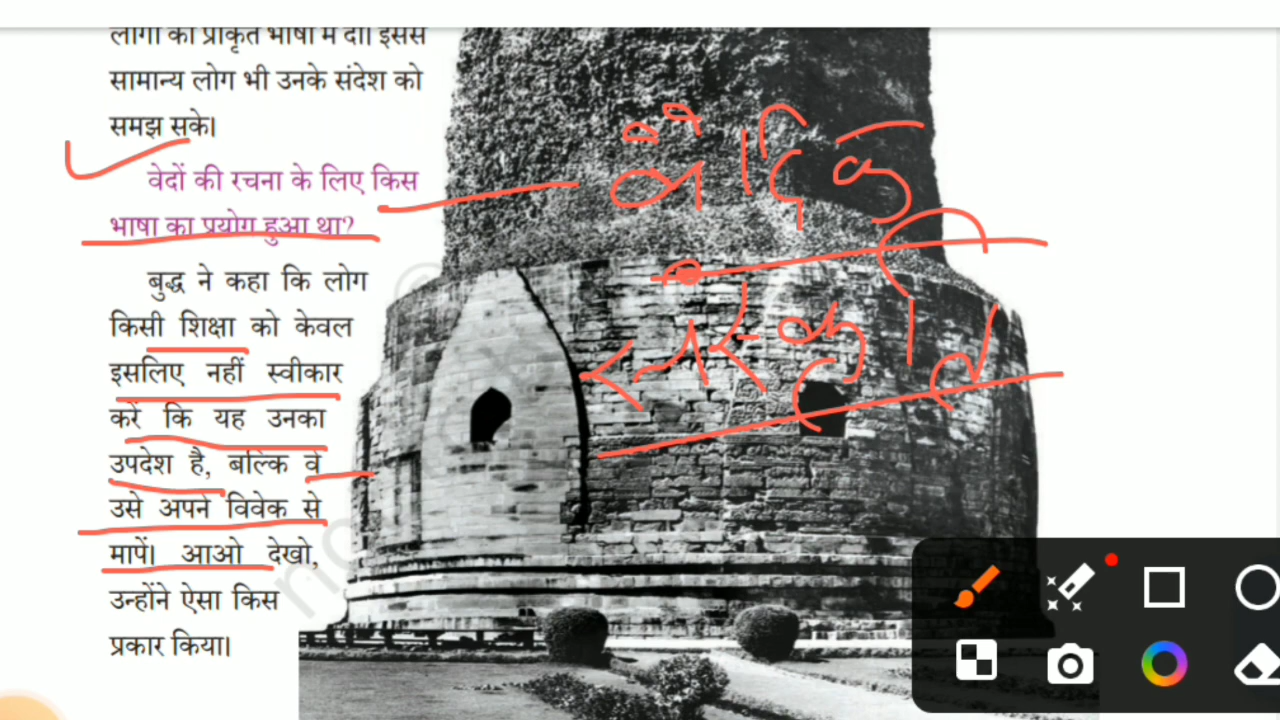 लोगों को प्राकृत भाषा में दी। इससे
सामान्य लोग भी उनके संदेश को
समझ सके।
वेदों की रचना के लिए किस
भाषा का प्रयोग हुआ था?
बुद्ध ने कहा कि लोग
किसी शिक्षा को केवल
इसलिए नहीं स्वीकार
करें कि यह उनका
उपदेश है, बल्कि वे
उसे अपने विवेक से
मापें। आओ देखो,
उन्होंने ऐसा किस
प्रकार किया।
वैदिक
संस्कृत